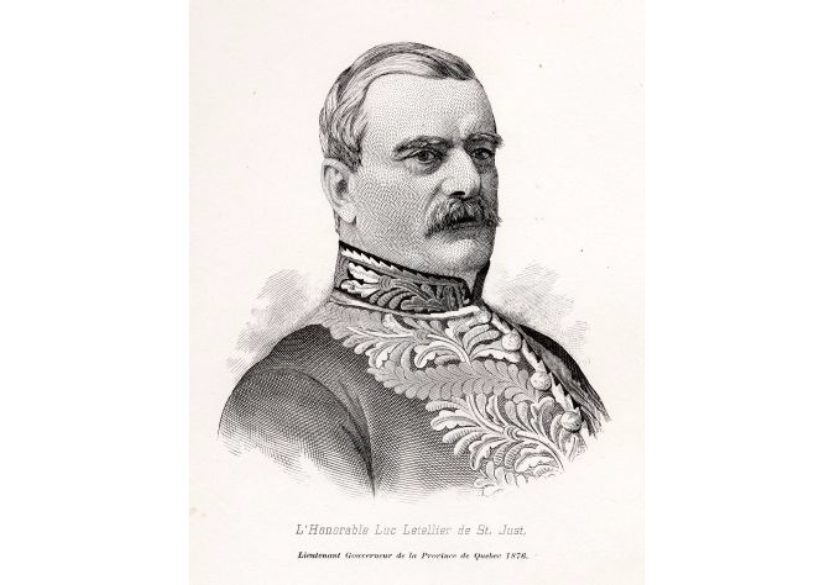 L'Honorable Luc Letellier de St. Just.
Lieutenant Gouverneur de la Province de Quebec 1876.